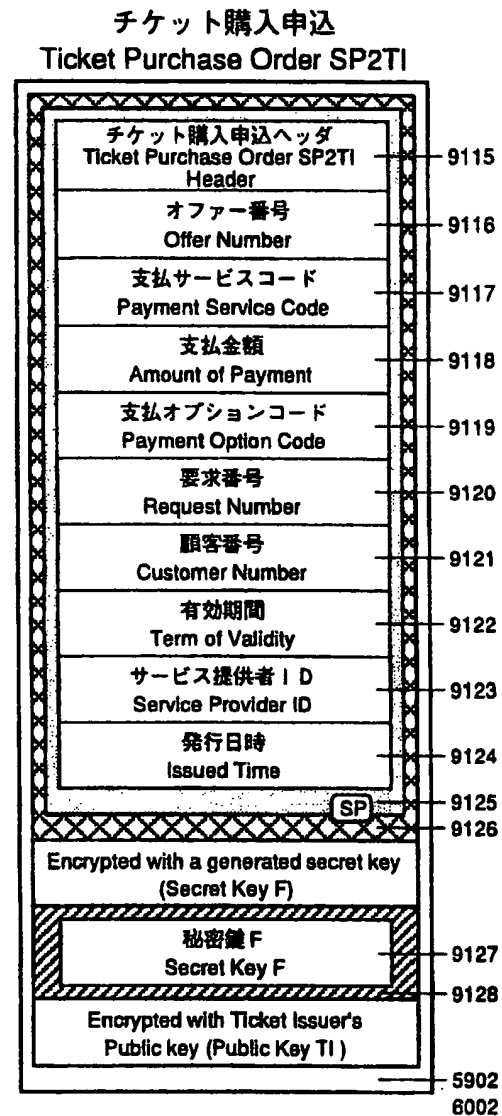 チケット購入申込
Ticket Purchase Order SP2TI
チケット購入申込ヘッダ
Ticket Purchase Order SP2TI
Header
9115
オファー番号
Offer Number
9116
支払サービスコード
Payment Service Code
9117
支払金額
Amount of Payment
9118
支払オプションコード
Payment Option Code
9119
要求番号
Request Number
9120
顧客番号
Customer Number
9121
有効期間
Term of Validity
9122
サービス提供者ID
Service Provider ID
9123
発行日時
Issued Time
9124
9125
SP
9126
Encrypted with a generated secret key
(Secret Key F)
秘密鍵F
Secret Key F
9127
9128
Encrypted with Ticket Issuer's
Public key (Public Key TI )
5902
6002